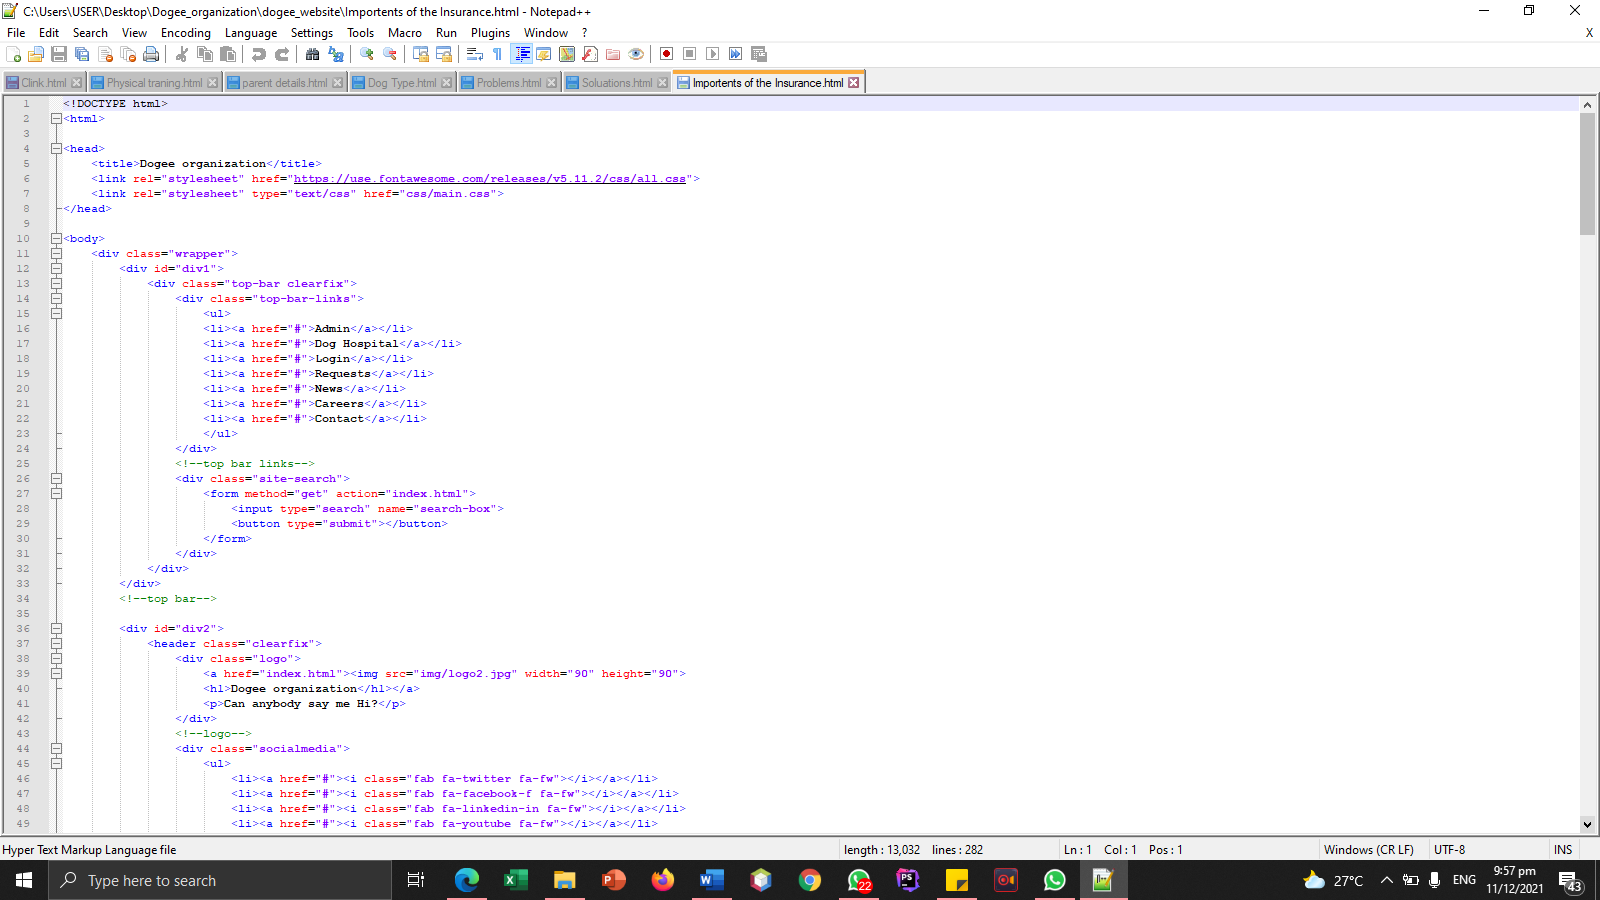 C:\Users\USER\Desktop\Dogee_organization\dogee_website\Importents of the Insurance.html - Notepad++
File Edit Search View Encoding Language Settings Tools Macro Run Plugins Window ? X
Clink.html Physical traning.html parent details.html Dog Type.html Problems.html Soluations.html Importents of the Insurance.html
1 <!DOCTYPE html>
2 <html>
3
4 <head>
5 <title>Dogee organization</title>
6 <link rel="stylesheet" href="https://use.fontawesome.com/releases/v5.11.2/css/all.css">
7 <link rel="stylesheet" type="text/css" href="css/main.css">
8 </head>
9
10 <body>
11 <div class="wrapper">
12 <div id="div1">
13 <div class="top-bar clearfix">
14 <div class="top-bar-links">
15 <ul>
16 <li><a href="#">Admin</a></li>
17 <li><a href="#">Dog Hospital</a></li>
18 <li><a href="#">Login</a></li>
19 <li><a href="#">Requests</a></li>
20 <li><a href="#">News</a></li>
21 <li><a href="#">Careers</a></li>
22 <li><a href="#">Contact</a></li>
23 </ul>
24 </div>
25 <!--top bar links-->
26 <div class="site-search">
27 <form method="get" action="index.html">
28 <input type="search" name="search-box">
29 <button type="submit"></button>
30 </form>
31 </div>
32 </div>
33 </div>
34 <!--top bar-->
35
36 <div id="div2">
37 <header class="clearfix">
38 <div class="logo">
39 <a href="index.html"><img src="img/logo2.jpg" width="90" height="90">
40 <h1>Dogee organization</h1></a>
41 <p>Can anybody say me Hi?</p>
42 </div>
43 <!--logo-->
44 <div class="socialmedia">
45 <ul>
46 <li><a href="#"><i class="fab fa-twitter fa-fw"></i></a></li>
47 <li><a href="#"><i class="fab fa-facebook-f fa-fw"></i></a></li>
48 <li><a href="#"><i class="fab fa-linkedin-in fa-fw"></i></a></li>
49 <li><a href="#"><i class="fab fa-youtube fa-fw"></i></a></li>
Hyper Text Markup Language file length : 13,032 lines : 282 Ln : 1 Col : 1 Pos : 1 Windows (CR LF) UTF-8 INS
Type here to search 22 27°C ENG 9:57 pm 11/12/2021 43